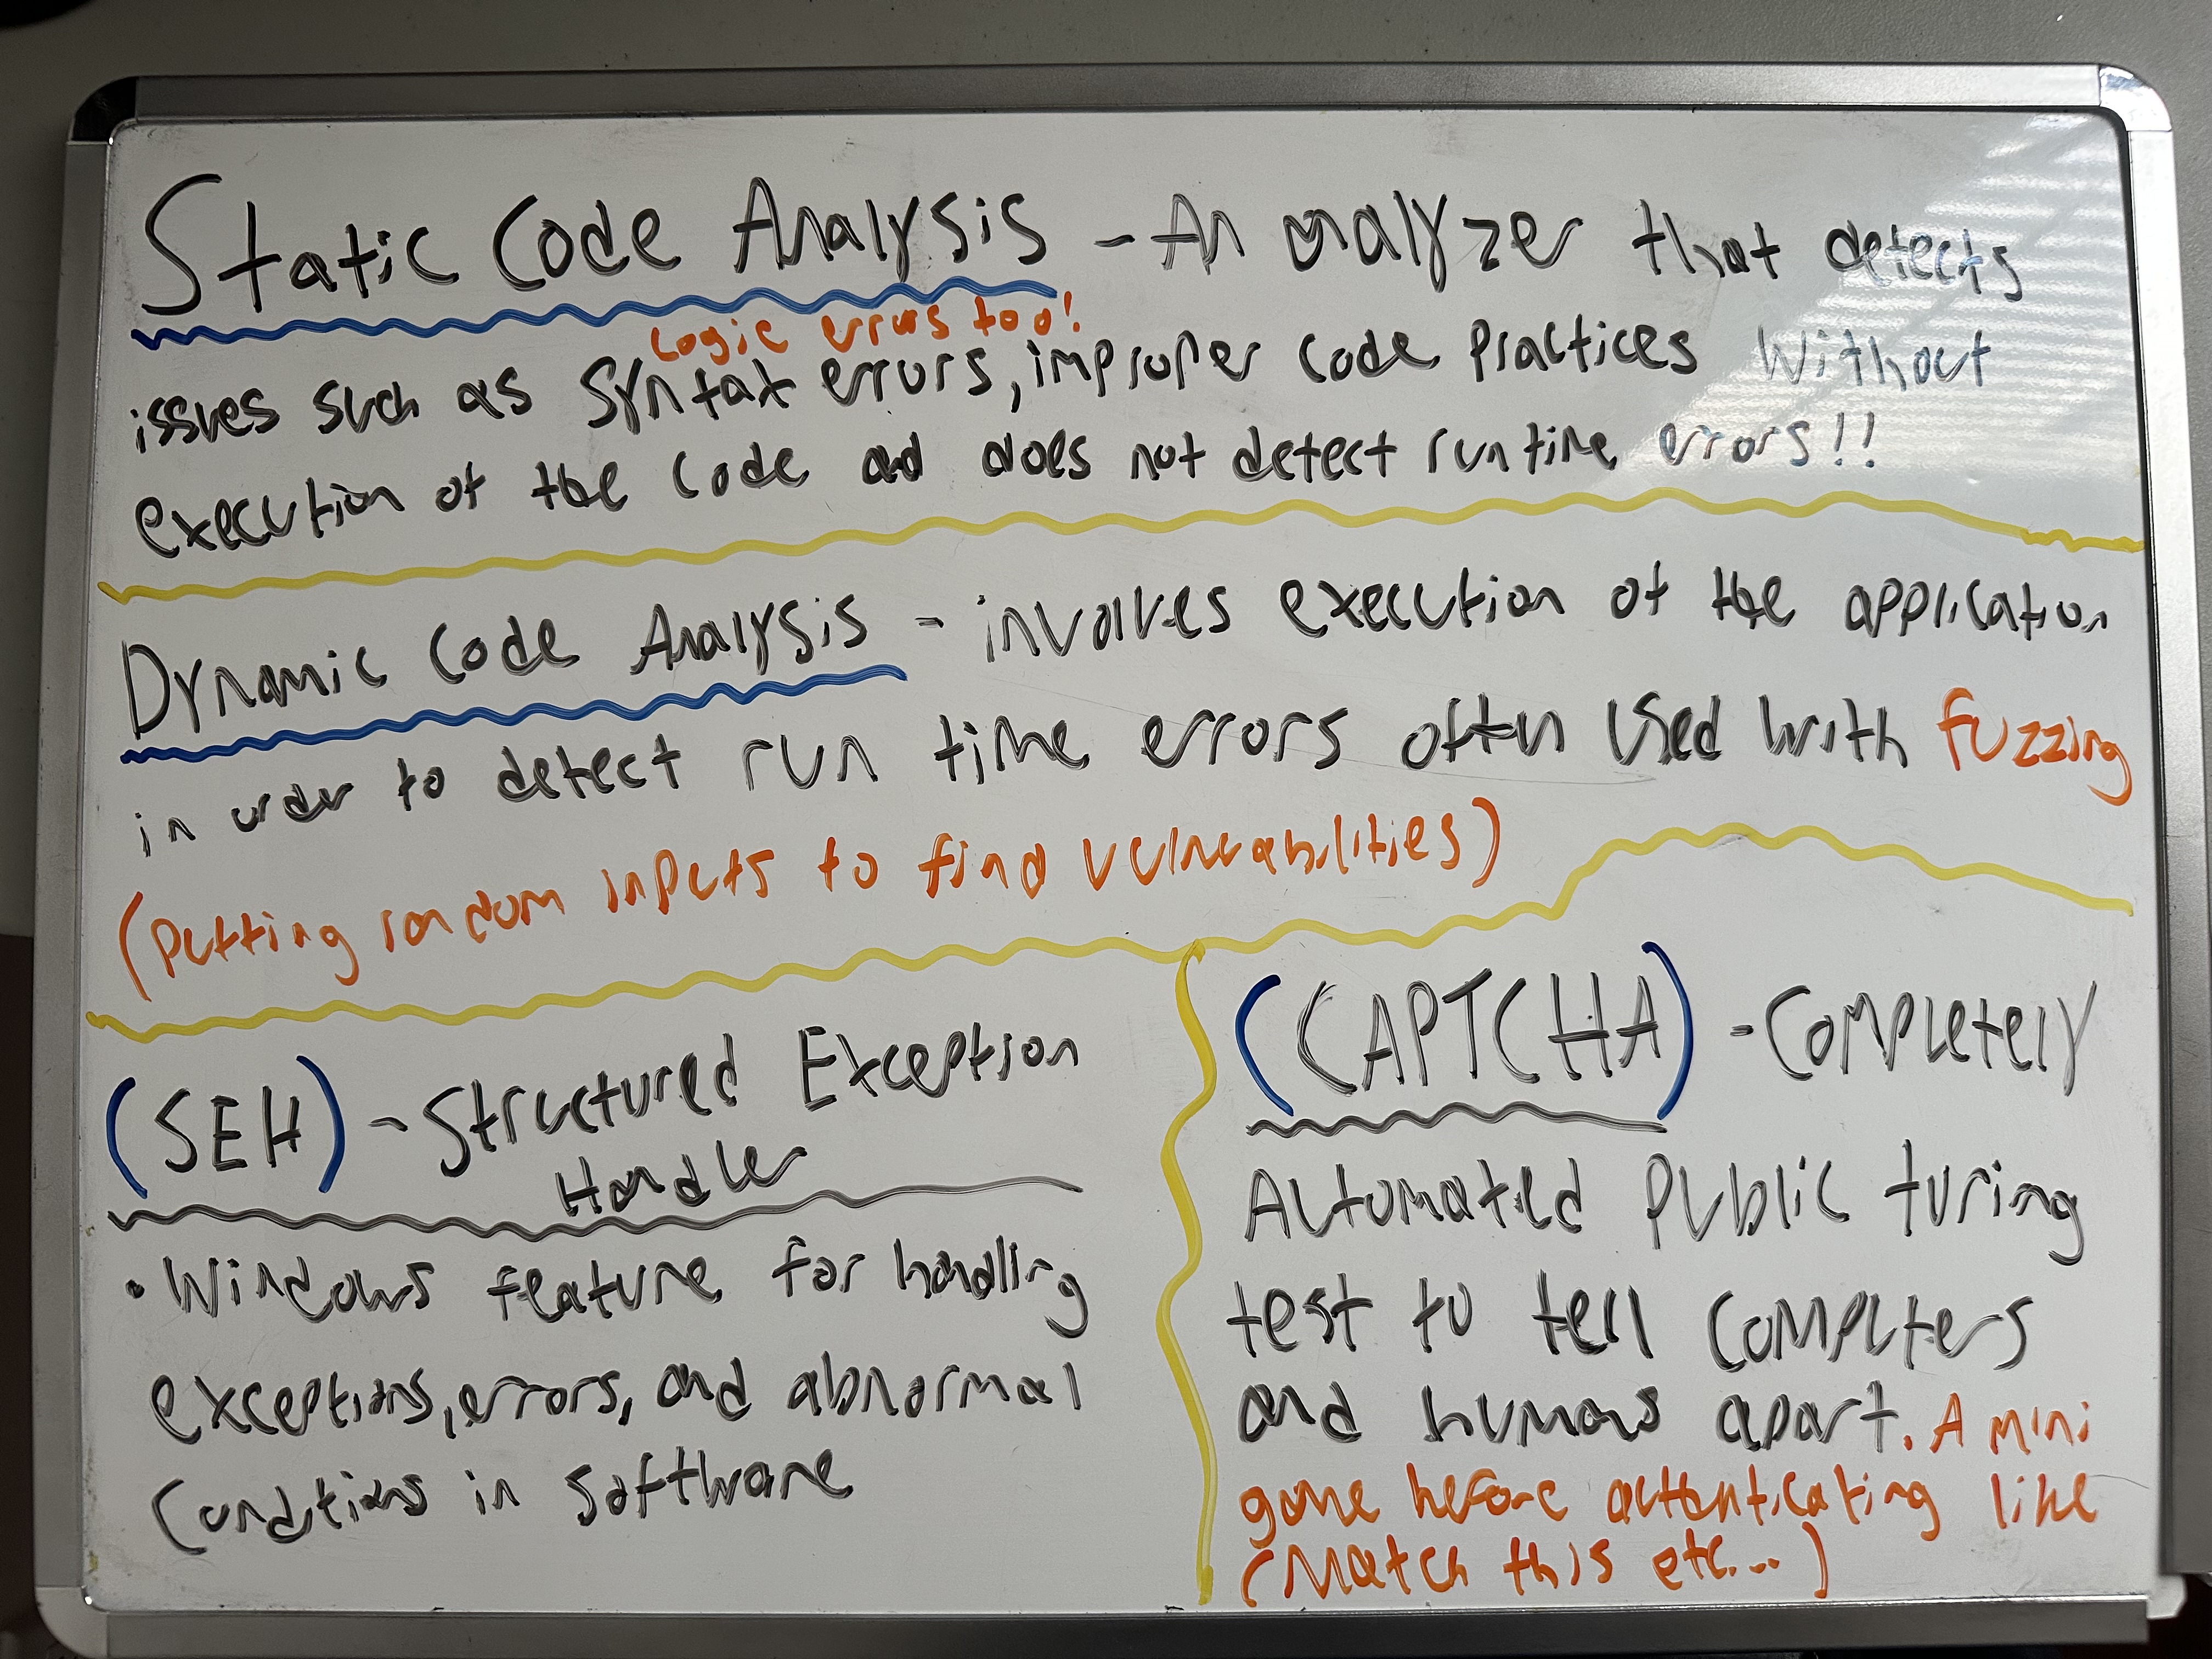 Static Code Analysis - An analyzer that detects
Logic errors too!
issues such as syntax errors, improper code practices without
execution of the code and does not detect runtime errors!!
Dynamic Code Analysis - involves execution of the application
in order to detect run time errors often used with fuzzing
(putting random inputs to find vulnerabilities)
(SEH) - Structured Exception
Handler
• Windows feature for handling
exceptions, errors, and abnormal
conditions in software
(CAPTCHA) - Completely
Automated Public turing
test to tell computers
and humans apart. A mini
game before authenticating like
(Match this etc...)